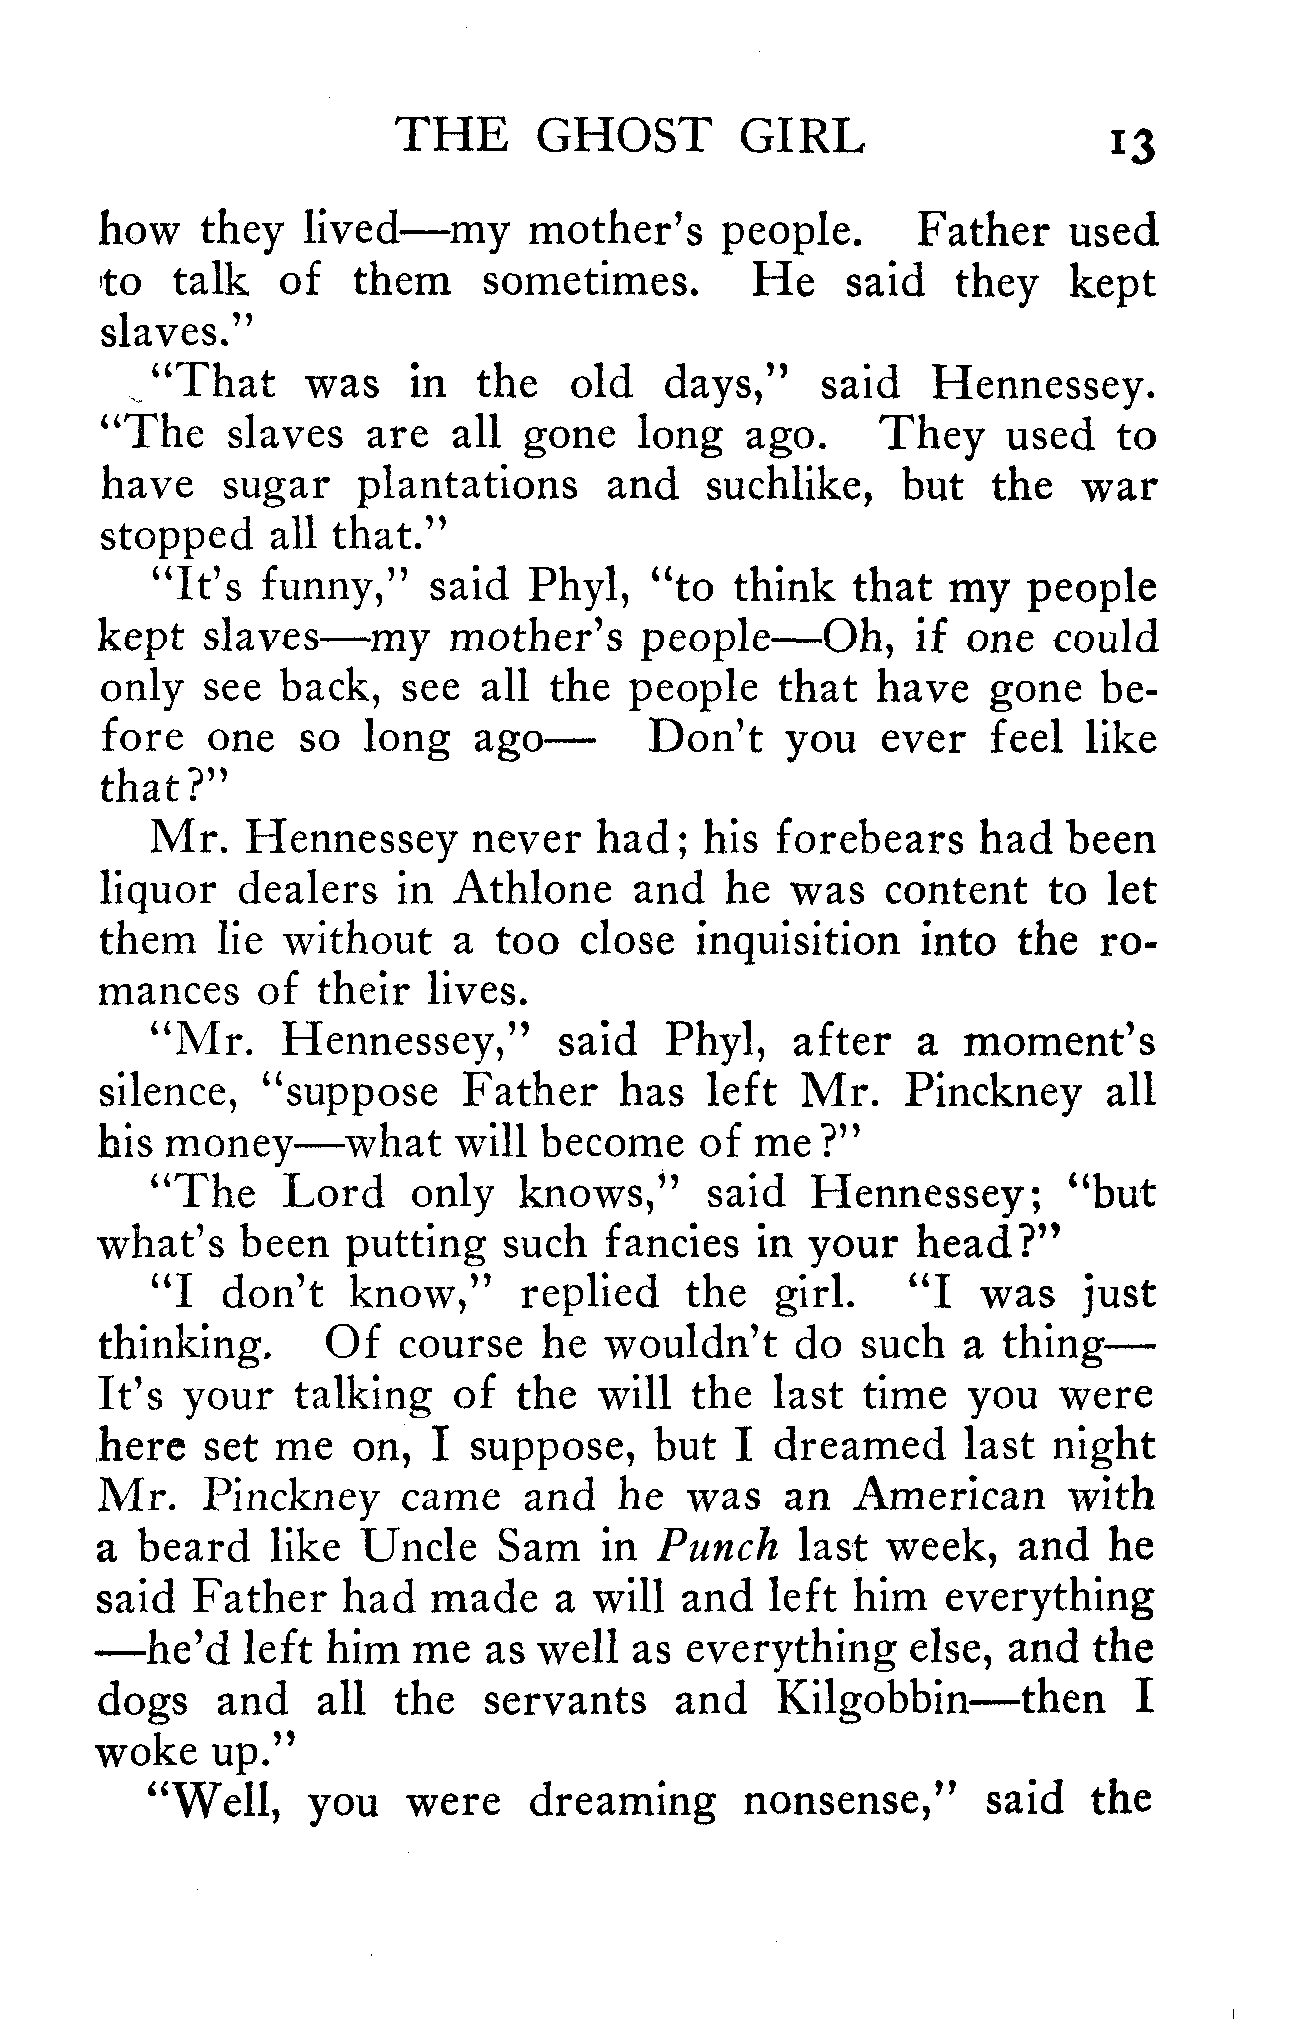 THE GHOST GIRL 13
how they lived—my mother's people. Father used
to talk of them sometimes. He said they kept
slaves."
"That was in the old days," said Hennessey.
"The slaves are all gone long ago. They used to
have sugar plantations and suchlike, but the war
stopped all that."
"It's funny," said Phyl, "to think that my people
kept slaves—my mother's people—Oh, if one could
only see back, see all the people that have gone be-
fore one so long ago— Don't you ever feel like
that?"
Mr. Hennessey never had; his forebears had been
liquor dealers in Athlone and he was content to let
them lie without a too close inquisition into the ro-
mances of their lives.
"Mr. Hennessey," said Phyl, after a moment's
silence, "suppose Father has left Mr. Pinckney all
his money—what will become of me?"
"The Lord only knows," said Hennessey; "but
what's been putting such fancies in your head?"
"I don't know," replied the girl. "I was just
thinking. Of course he wouldn't do such a thing—
It's your talking of the will the last time you were
here set me on, I suppose, but I dreamed last night
Mr. Pinckney came and he was an American with
a beard like Uncle Sam in Punch last week, and he
said Father had made a will and left him everything
—he'd left him me as well as everything else, and the
dogs and all the servants and Kilgobbin—then I
woke up."
"Well, you were dreaming nonsense," said the